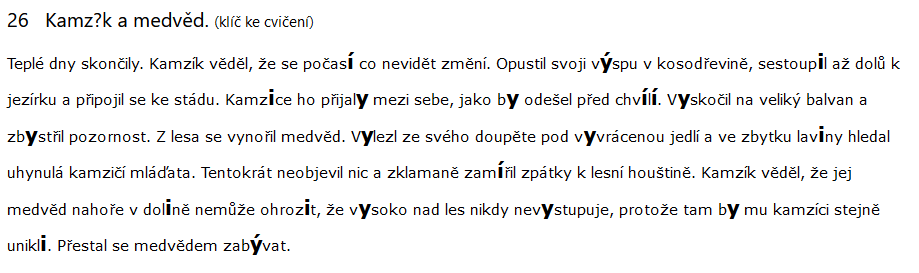 26 Kamz?k a medvěd. (klíč ke cvičení)
Teplé dny skončily. Kamzík věděl, že se počasí co nevidět změní. Opustil svoji výspu v kosodřevině, sestoupil až dolů k
jezírku a připojil se ke stádu. Kamzice ho přijaly mezi sebe, jako by odešel před chvílí. Vyskočil na veliký balvan a
zbystřil pozornost. Z lesa se vynořil medvěd. Vylezl ze svého doupěte pod vyvrácenou jedlí a ve zbytku laviny hledal
uhynulá kamzičí mláďata. Tentokrát neobjevil nic a zklamaně zamířil zpátky k lesní houštině. Kamzík věděl, že jej
medvěd nahoře v dolině nemůže ohrozit, že vysoko nad les nikdy nevystupuje, protože tam by mu kamzíci stejně
unikli. Přestal se medvědem zabývat.